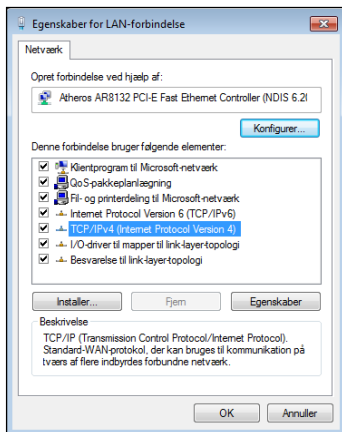 Egenskaber for LAN-forbindelse
Netværk
Opret forbindelse ved hjælp af:
Atheros AR8132 PCI-E Fast Ethernet Controller (NDIS 6.2(
Konfigurer...
Denne forbindelse bruger følgende elementer:
Klientprogram til Microsoft-netværk
QoS-pakkeplanlægning
Fil- og printerdeling til Microsoft-netværk
Internet Protocol Version 6 (TCP/IPv6)
TCP/IPv4 (Internet Protocol Version 4)
I/O-driver til mapper til link-layer-topologi
Besvarelse til link-layer-topologi
Installer... Fjern Egenskaber
Beskrivelse
TCP/IP (Transmission Control Protocol/Internet Protocol).
Standard-WAN-protokol, der kan bruges til kommunikation på
tværs af flere indbyrdes forbundne netværk.
OK Annuller